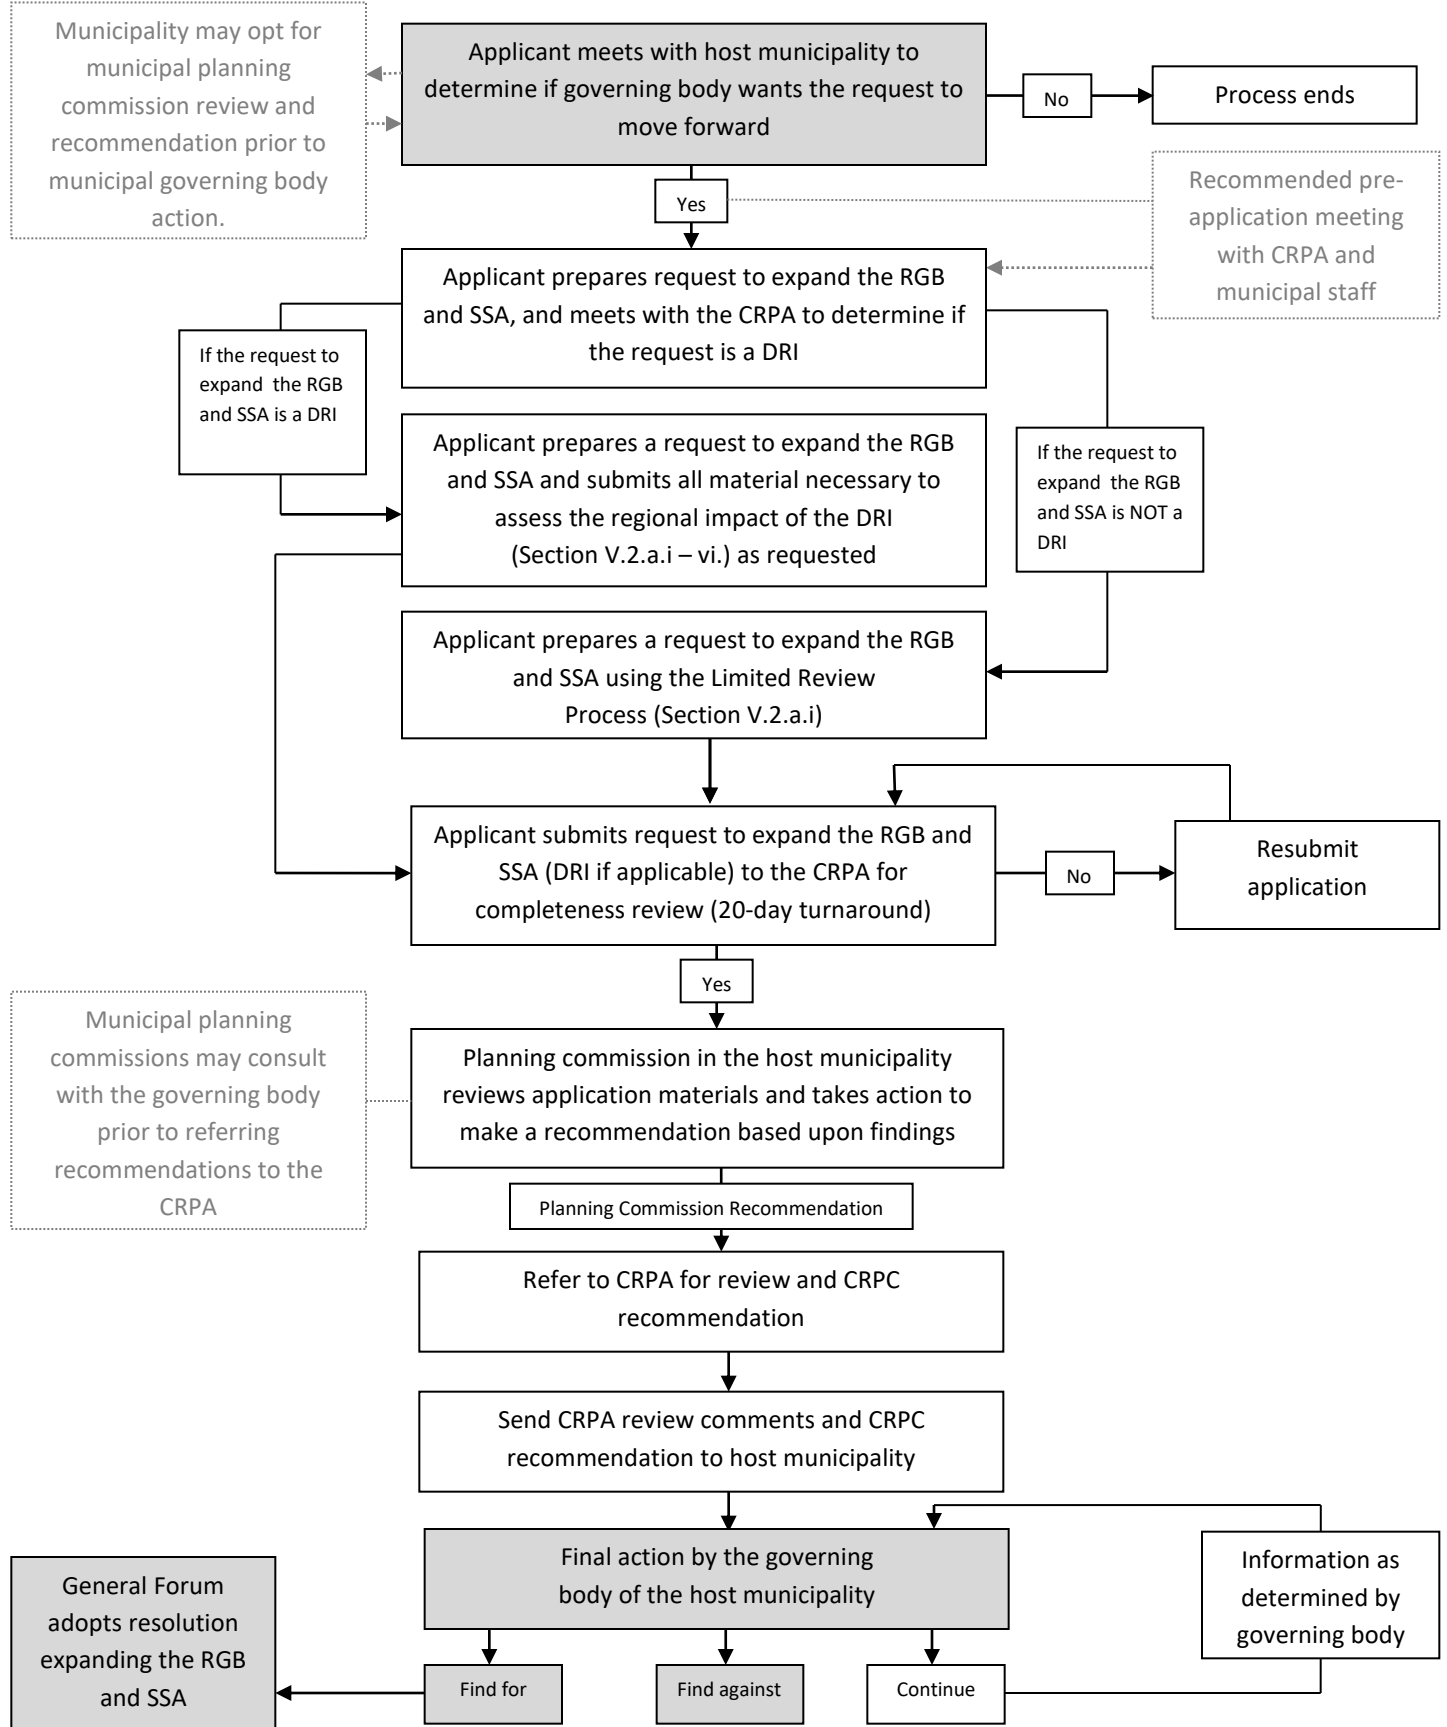 Municipality may opt for
municipal planning
commission review and
recommendation prior to
municipal governing body
action.
Applicant meets with host municipality to
determine if governing body wants the request to
move forward
No
Process ends
Yes
Recommended pre-
application meeting
with CRPA and
municipal staff
Applicant prepares request to expand the RGB
and SSA, and meets with the CRPA to determine if
the request is a DRI
If the request to
expand  the RGB
and SSA is a DRI
Applicant prepares a request to expand the RGB
and SSA and submits all material necessary to
assess the regional impact of the DRI
(Section V.2.a.i – vi.) as requested
If the request to
expand  the RGB
and SSA is NOT a
DRI
Applicant prepares a request to expand the RGB
and SSA using the Limited Review
Process (Section V.2.a.i)
Applicant submits request to expand the RGB and
SSA (DRI if applicable) to the CRPA for
completeness review (20-day turnaround)
No
Resubmit
application
Yes
Municipal planning
commissions may consult
with the governing body
prior to referring
recommendations to the
CRPA
Planning commission in the host municipality
reviews application materials and takes action to
make a recommendation based upon findings
Planning Commission Recommendation
Refer to CRPA for review and CRPC
recommendation
Send CRPA review comments and CRPC
recommendation to host municipality
Final action by the governing
body of the host municipality
Information as
determined by
governing body
General Forum
adopts resolution
expanding the RGB
and SSA
Find for
Find against
Continue